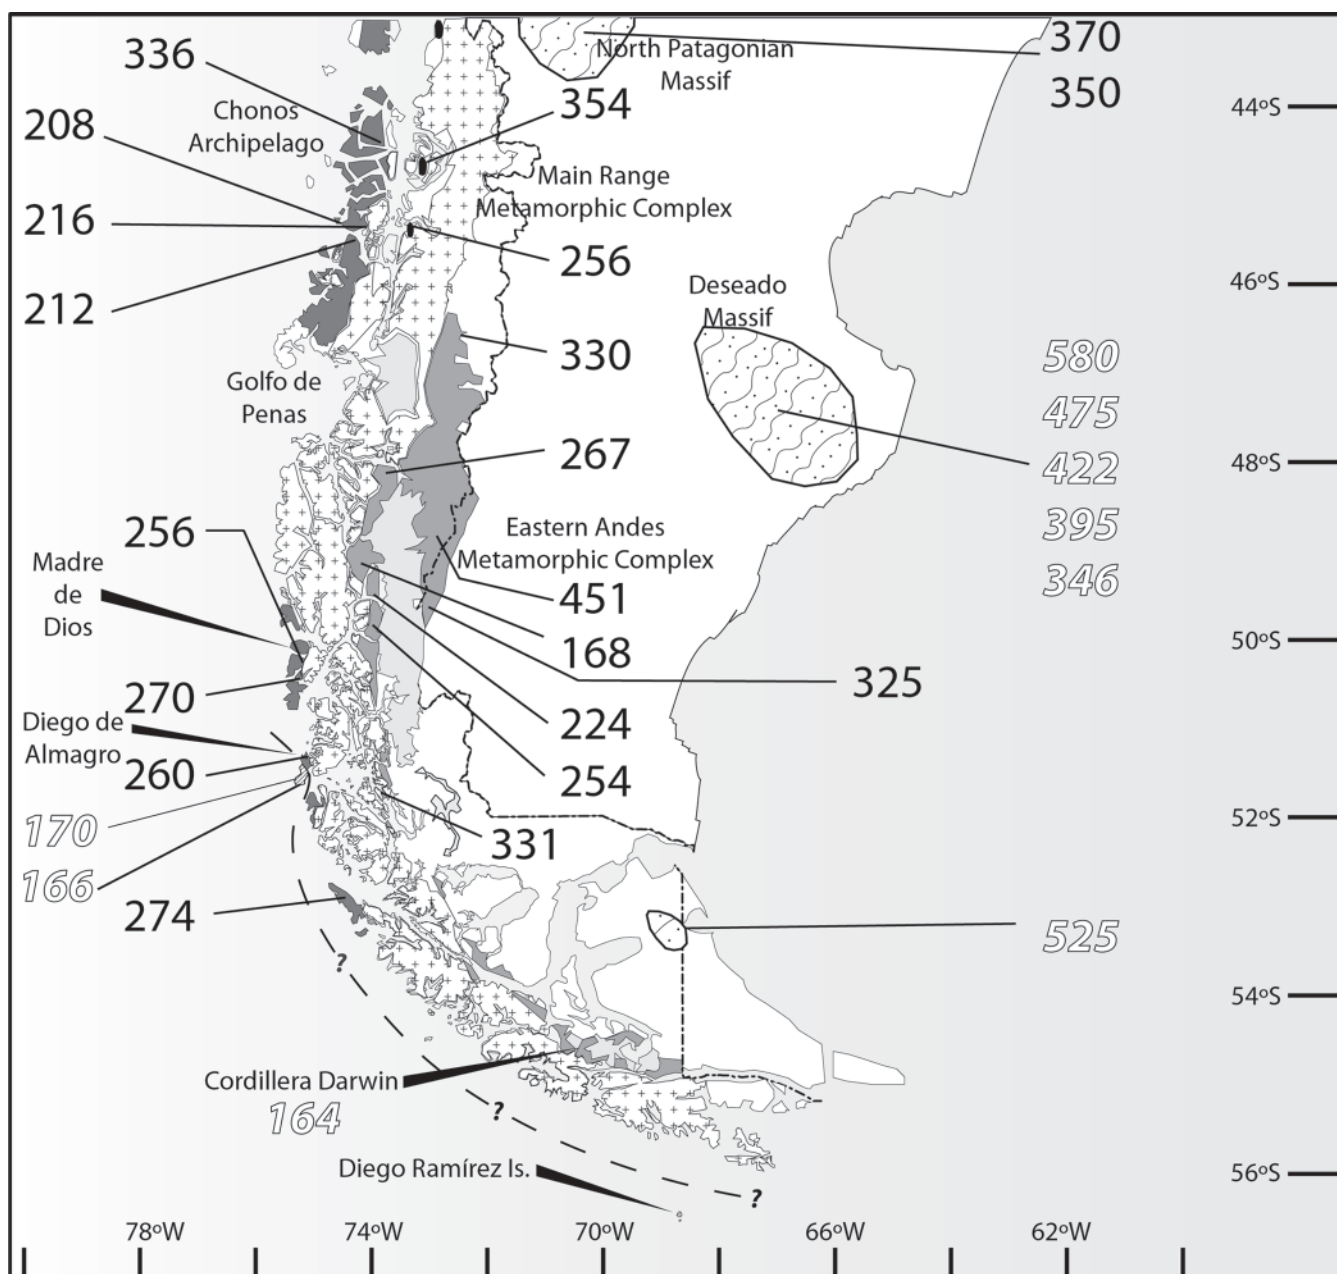 336
370
North Patagonian
Massif
350
44ºS
Chonos
Archipelago
354
208
Main Range
Metamorphic Complex
216
256
46ºS
212
Deseado
Massif
330
580
Golfo de
Penas
475
267
422
48ºS
256
Eastern Andes
Metamorphic Complex
395
Madre
de
Dios
451
346
168
50ºS
270
325
Diego de
Almagro
224
260
254
170
331
52ºS
166
274
525
?
54ºS
Cordillera Darwin
164
?
Diego Ramírez Is.
56ºS
?
78ºW
74ºW
70ºW
66ºW
62ºW